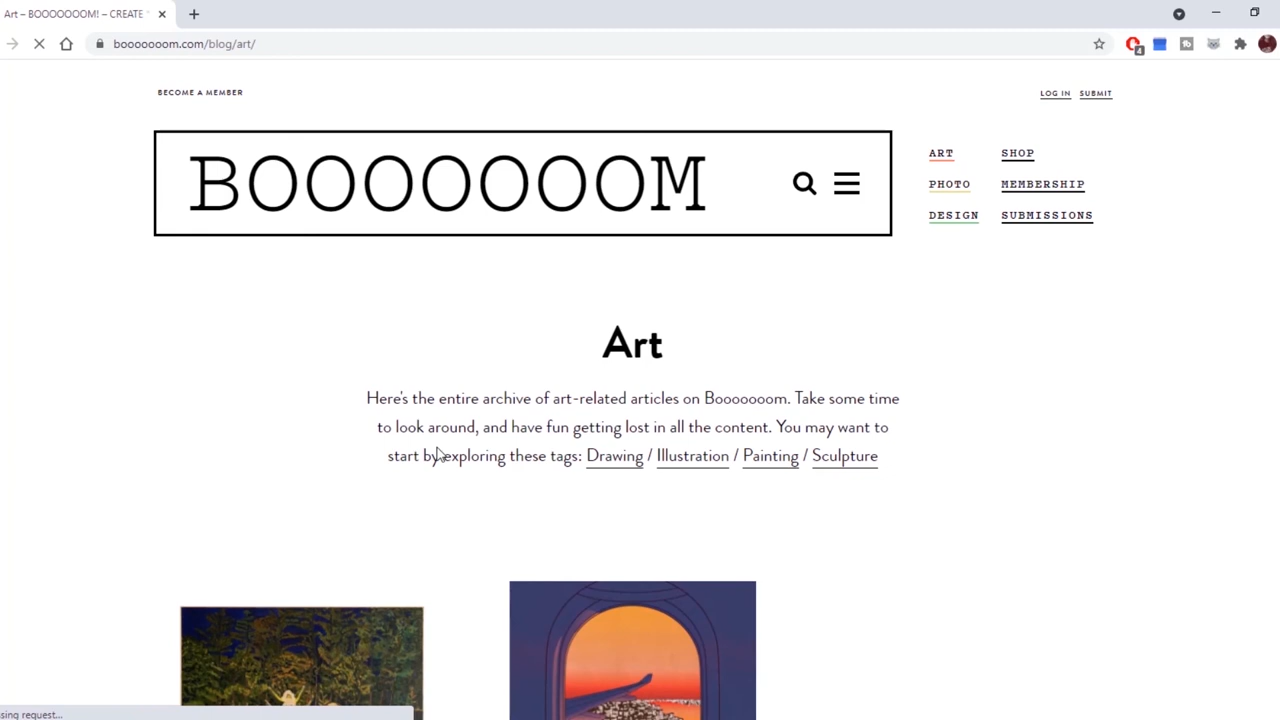 Art – BOOOOOOOM! – CREATE
booooooom.com/blog/art/
4
BECOME A MEMBER
LOG IN
SUBMIT
BOOOOOOOM
ART
SHOP
PHOTO
MEMBERSHIP
DESIGN
SUBMISSIONS
Art
Here's the entire archive of art-related articles on Booooooom. Take some time
to look around, and have fun getting lost in all the content. You may want to
start by exploring these tags: Drawing / Illustration / Painting / Sculpture
request...